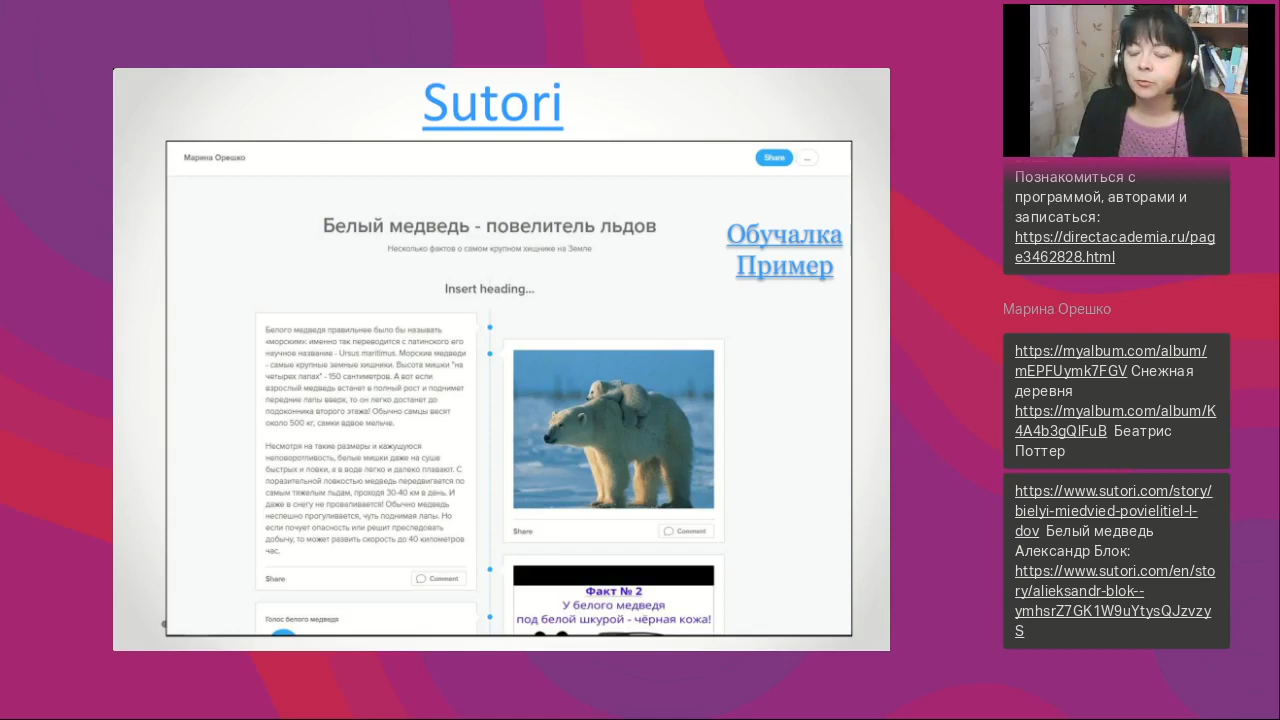 Sutori
Марина Орешко
Share
...
Белый медведь - повелитель льдов
Несколько фактов о самом крупном хищнике на Земле
Обучалка
Пример
Insert heading...
Белого медведя правильнее было бы называть
«морским»: именно так переводится с латинского его
научное название - Ursus maritimus. Морские медведи
- самые крупные земные хищники. Высота мишки "на
четырех лапах" - 150 сантиметров. А вот если
взрослый медведь встанет в полный рост и поднимет
передние лапы вверх, то он легко достанет до
подоконника второго этажа! Обычно самцы весят
около 500 кг, самки вдвое меньше.
Несмотря на такие размеры и кажущуюся
неповоротливость, белые мишки даже на суше
быстры и ловки, а в воде легко и далеко плавают. С
поразительной ловкостью медведь передвигается по
самым тяжелым льдам, проходя 30-40 км в день. И
даже в снегу не проваливается! Обычно медведь
неспешно прогуливается, чуть поднимая лапы. Но
если почует опасность или решит преследовать
добычу, то может развить скорость до 40 километров
час.
Share
Comment
Голос белого медведя
Share
Comment
Факт № 2
У белого медведя
под белой шкурой - чёрная кожа!
Познакомиться с
программой, авторами и
записаться:
https://directacademia.ru/pag
e3462828.html
Марина Орешко
https://myalbum.com/album/
mEPFUymk7FGV Снежная
деревня
https://myalbum.com/album/K
4A4b3gQIFuB Беатрис
Поттер
https://www.sutori.com/story/
bielyi-miedvied-povielitiel-l-
dov Белый медведь
Александр Блок:
https://www.sutori.com/en/sto
ry/alieksandr-blok--
ymhsrZ7GK1W9uYtysQJzvzy
S